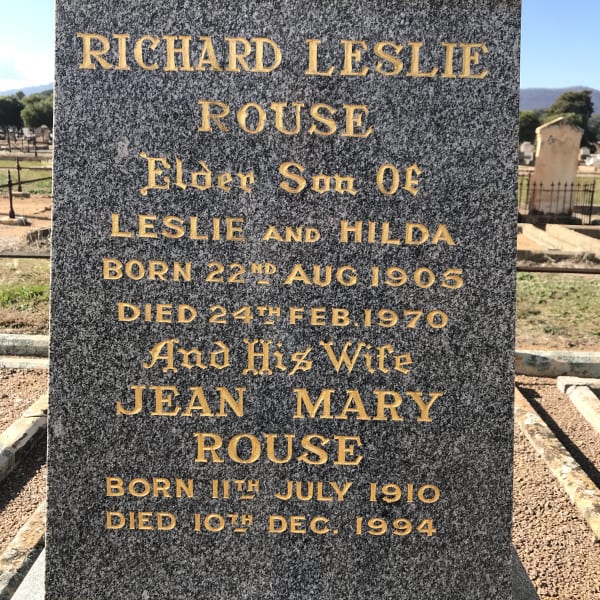 RICHARD LESLIE
ROUSE
Elder Son Of
LESLIE AND HILDA
BORN 22ND AUG 1905
DIED 24TH FEB. 1970
And His Wife
JEAN MARY
ROUSE
BORN 11TH JULY 1910
DIED 10TH DEC. 1994